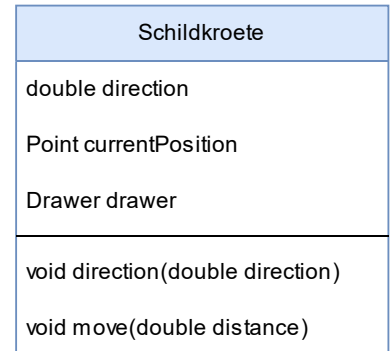 Schildkroete
double direction
Point currentPosition
Drawer drawer
void direction(double direction)
void move(double distance)